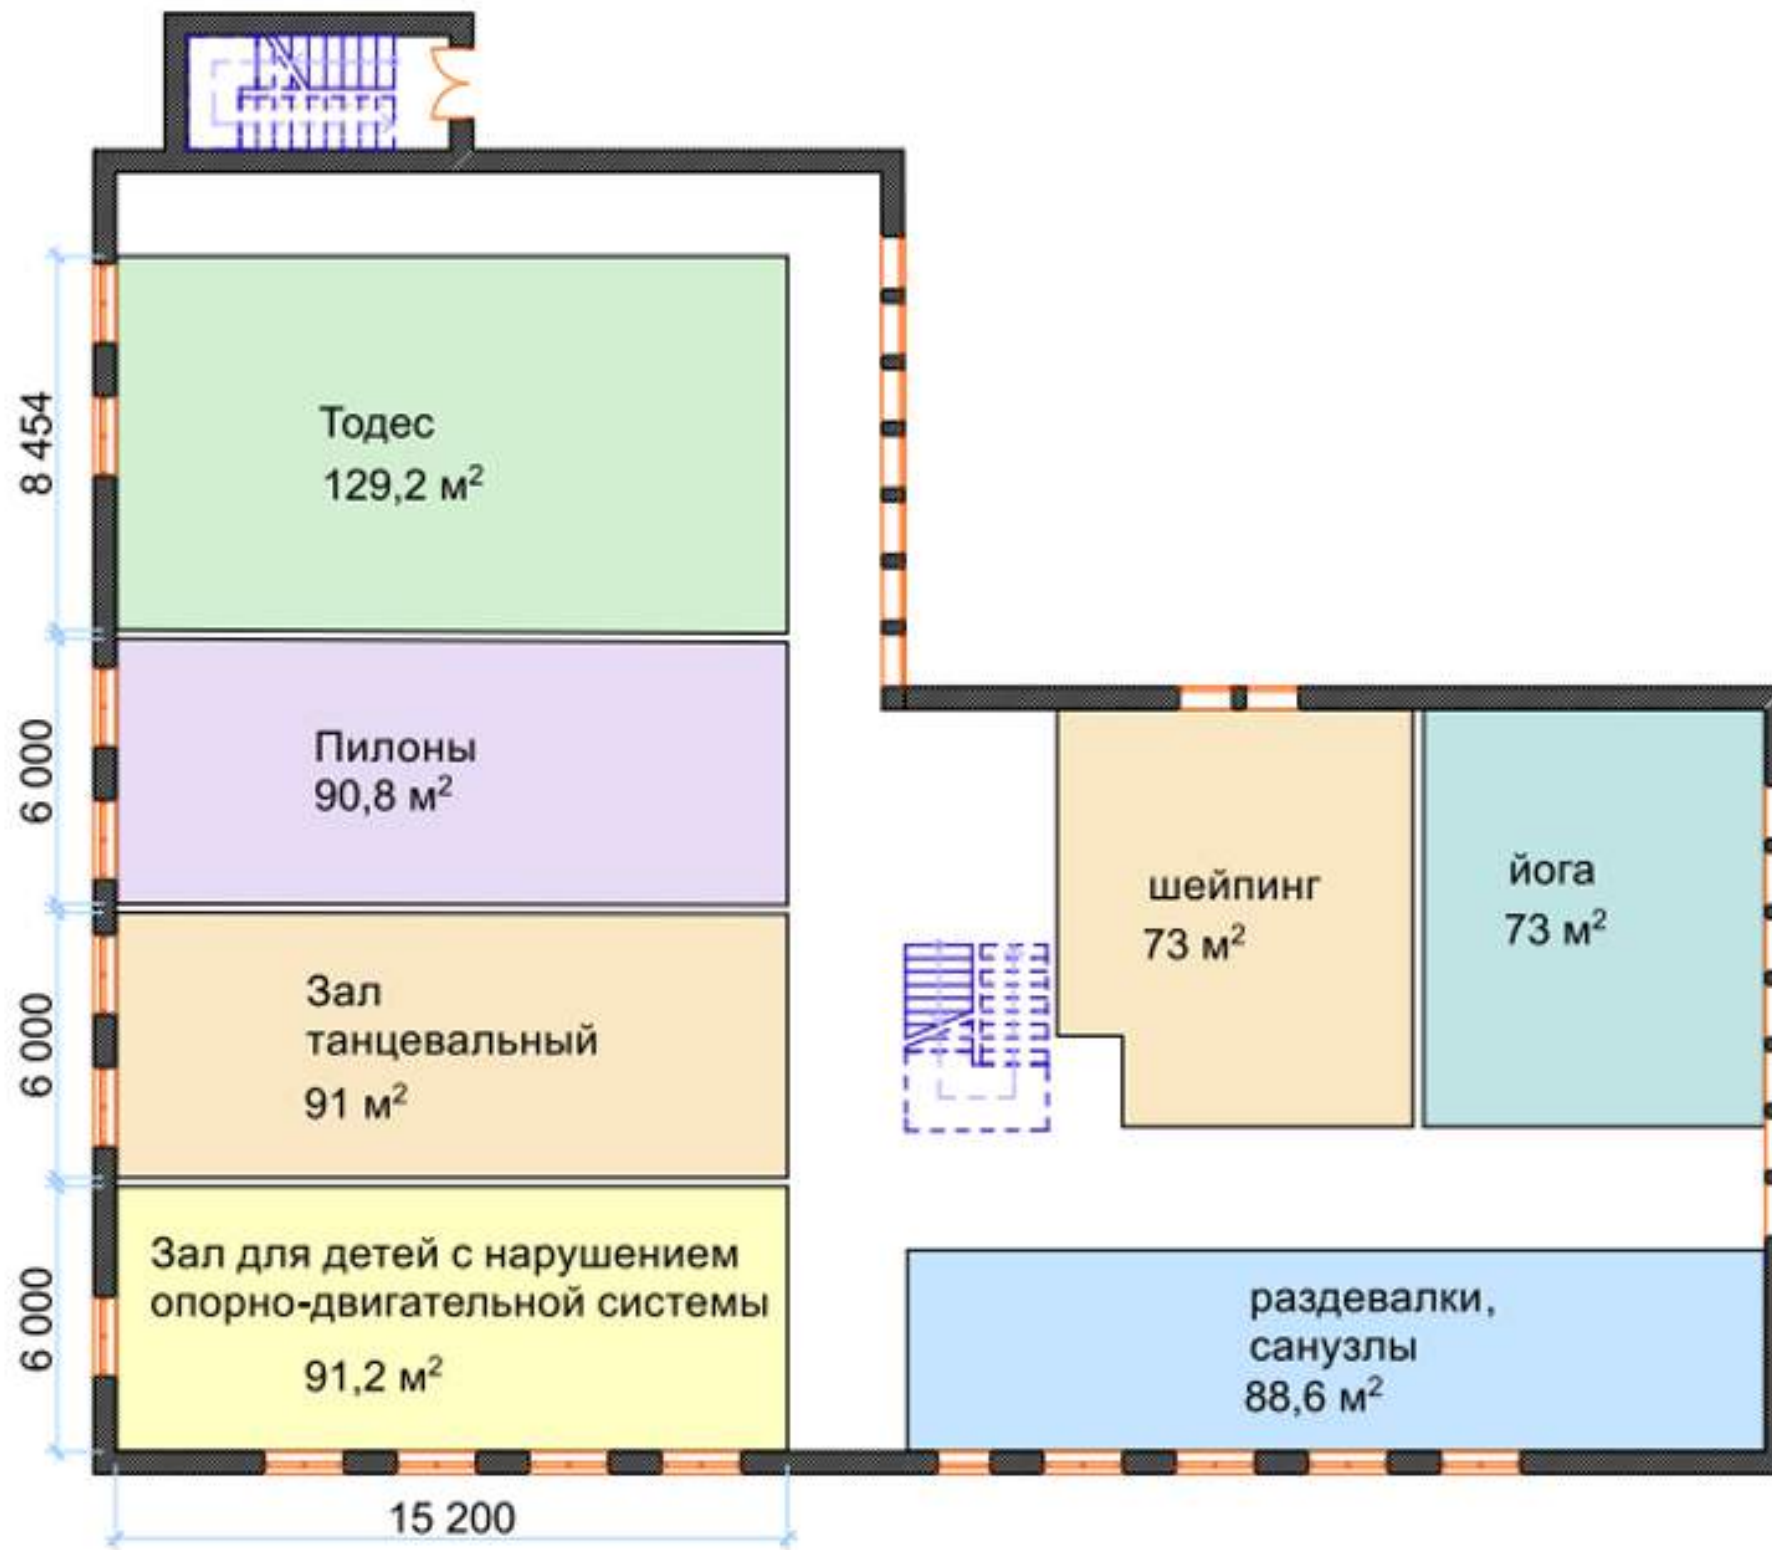 8 454
Тодес
129,2 м²
6 000
Пилоны
90,8 м²
шейпинг
73 м²
йога
73 м²
6 000
Зал
танцевальный
91 м²
6 000
Зал для детей с нарушением
опорно-двигательной системы
91,2 м²
раздевалки,
санузлы
88,6 м²
15 200